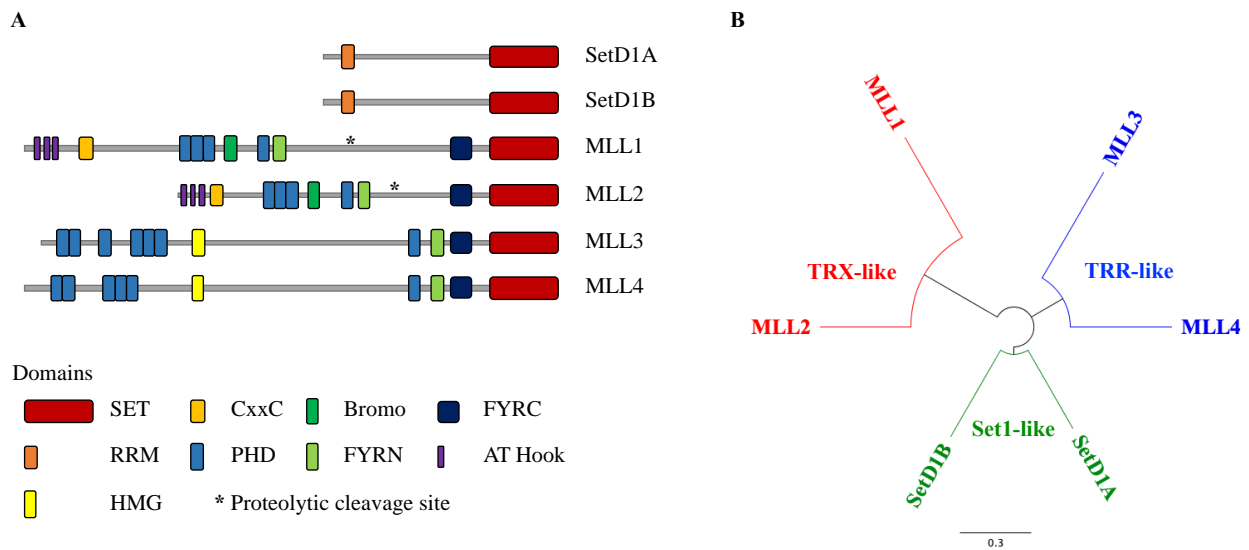 A
SetD1A
SetD1B
MLL1
*
MLL2
*
MLL3
MLL4
Domains
SET
CxxC
Bromo
FYRC
RRM
PHD
FYRN
AT Hook
HMG
* Proteolytic cleavage site
B
MLL1
MLL3
TRX-like
TRR-like
MLL2
MLL4
Set1-like
SetD1B
SetD1A
0.3